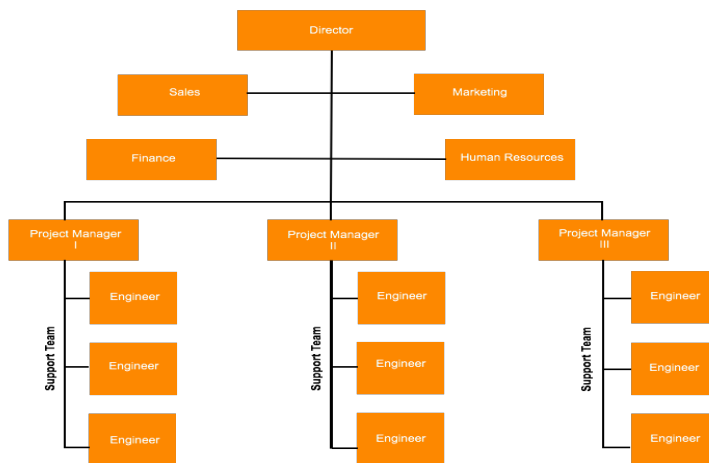 Director
Sales
Marketing
Finance
Human Resources
Project Manager
I
Project Manager
II
Project Manager
III
Support Team
Engineer
Engineer
Engineer
Support Team
Engineer
Engineer
Engineer
Support Team
Engineer
Engineer
Engineer